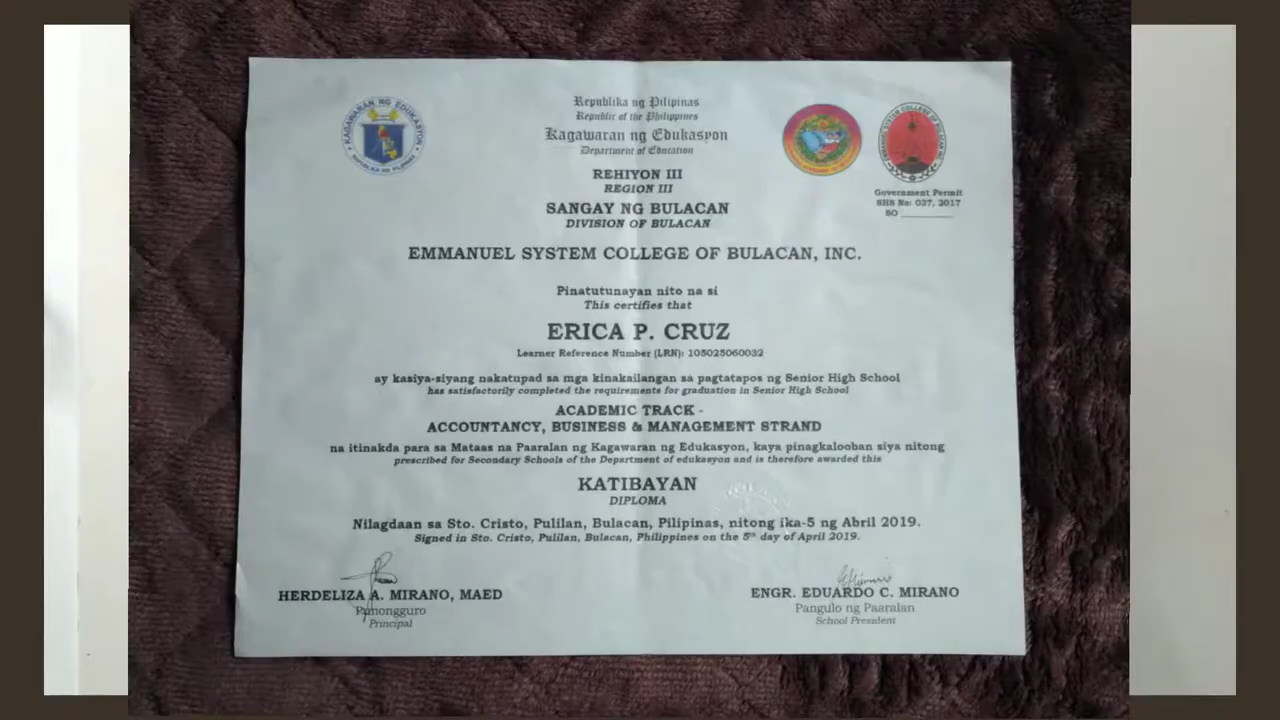 Republika ng Pilipinas
Republic of the Philippines
Kagawaran ng Edukasyon
Department of Education
REHIYON III
REGION III
SANGAY NG BULACAN
DIVISION OF BULACAN
KAGAWARAN NG EDUKASYON
REPUBLIKA NG PILIPINAS
Government Permit
SHS No: 037, 2017
SO
EMMANUEL SYSTEM COLLEGE OF BULACAN, INC.
Pinatutunayan nito na si
This certifies that
ERICA P. CRUZ
Learner Reference Number (LRN): 105025060032
ay kasiya-siyang nakatupad sa mga kinakailangan sa pagtatapos ng Senior High School
has satisfactorily completed the requirements for graduation in Senior High School
ACADEMIC TRACK -
ACCOUNTANCY, BUSINESS & MANAGEMENT STRAND
na itinakda para sa Mataas na Paaralan ng Kagawaran ng Edukasyon, kaya pinagkalooban siya nitong
prescribed for Secondary Schools of the Department of edukasyon and is therefore awarded this
KATIBAYAN
DIPLOMA
Nilagdaan sa Sto. Cristo, Pulilan, Bulacan, Pilipinas, nitong ika-5 ng Abril 2019.
Signed in Sto. Cristo, Pulilan, Bulacan, Philippines on the 5th day of April 2019.
HERDELIZA A. MIRANO, MAED
Punongguro
Principal
ENGR. EDUARDO C. MIRANO
Pangulo ng Paaralan
School President